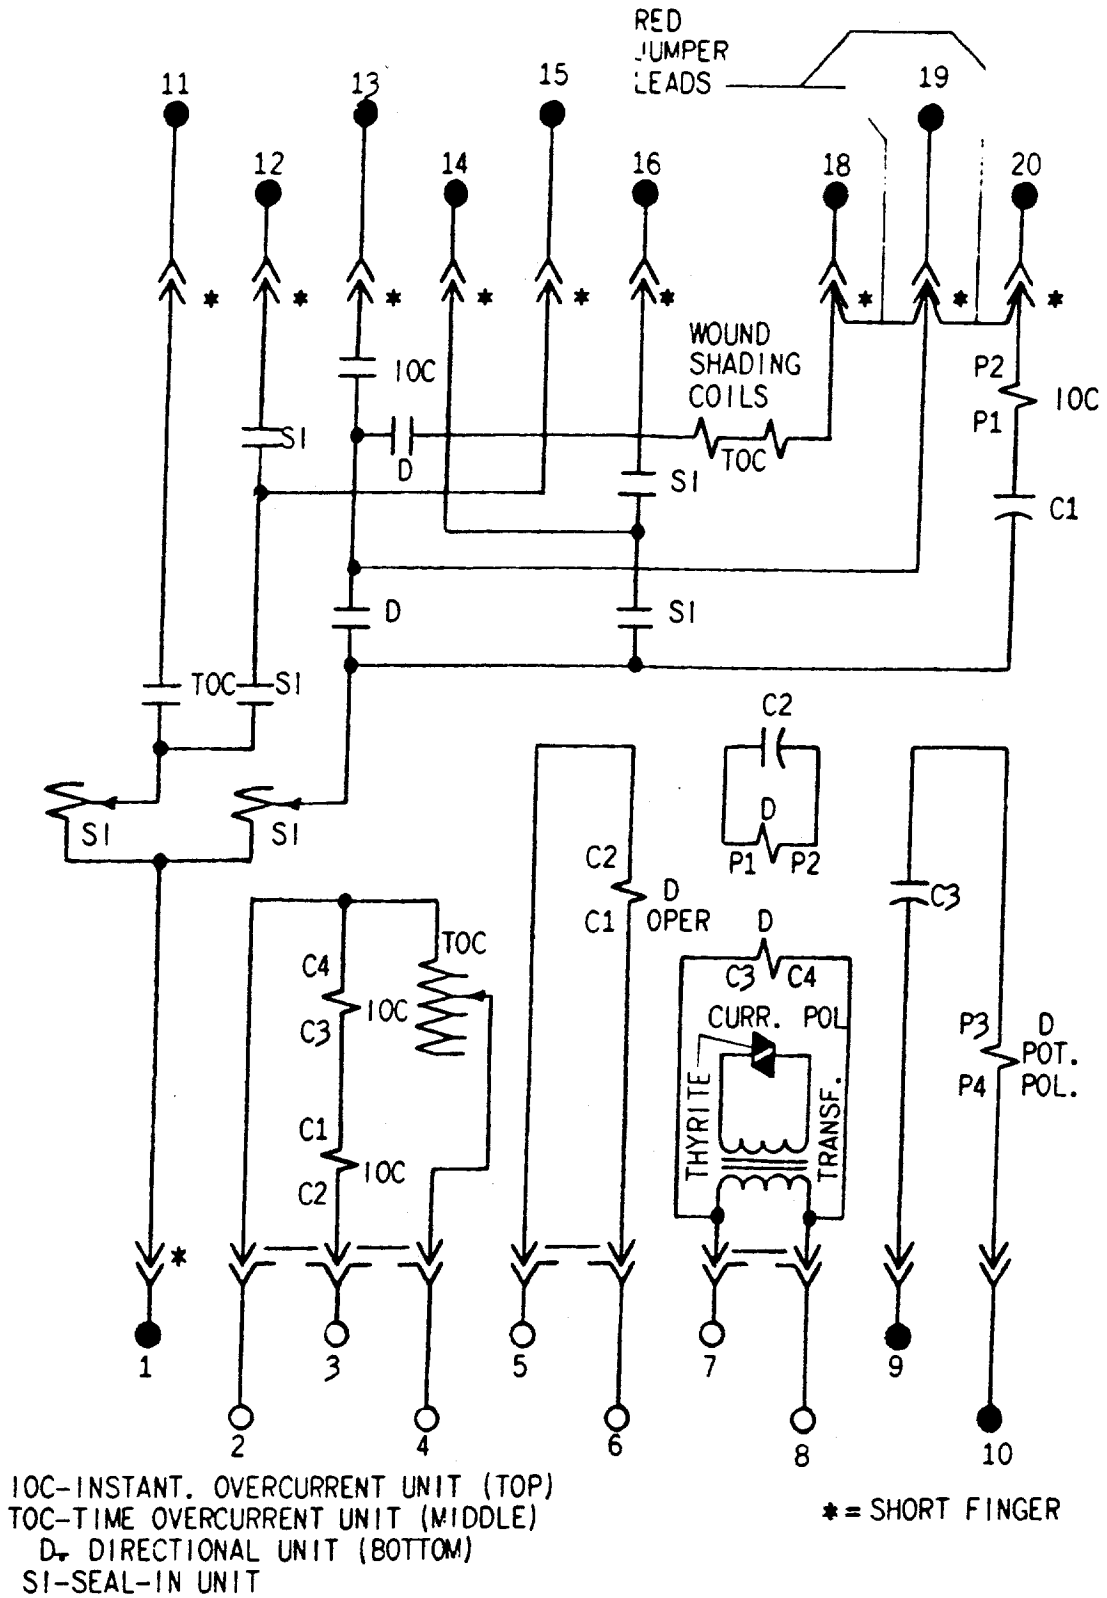 RED
JUMPER
LEADS
11
13
15
19
12
14
16
18
20
*
*
*
*
*
*
*
*
*
WOUND
SHADING
COILS
IOC
P2
P1
IOC
SI
D
TOC
SI
C1
D
SI
TOC
SI
C2
SI
SI
D
P1
P2
C2
C1
D
OPER
C3
TOC
C4
IOC
C3
D
C3
C4
CURR. POL
THYRITE
TRANSF.
P3
P4
D
POT.
POL.
C1
IOC
C2
*
1
3
5
7
9
2
4
6
8
10
IOC-INSTANT. OVERCURRENT UNIT (TOP)
TOC-TIME OVERCURRENT UNIT (MIDDLE)
D- DIRECTIONAL UNIT (BOTTOM)
SI-SEAL-IN UNIT
*= SHORT FINGER